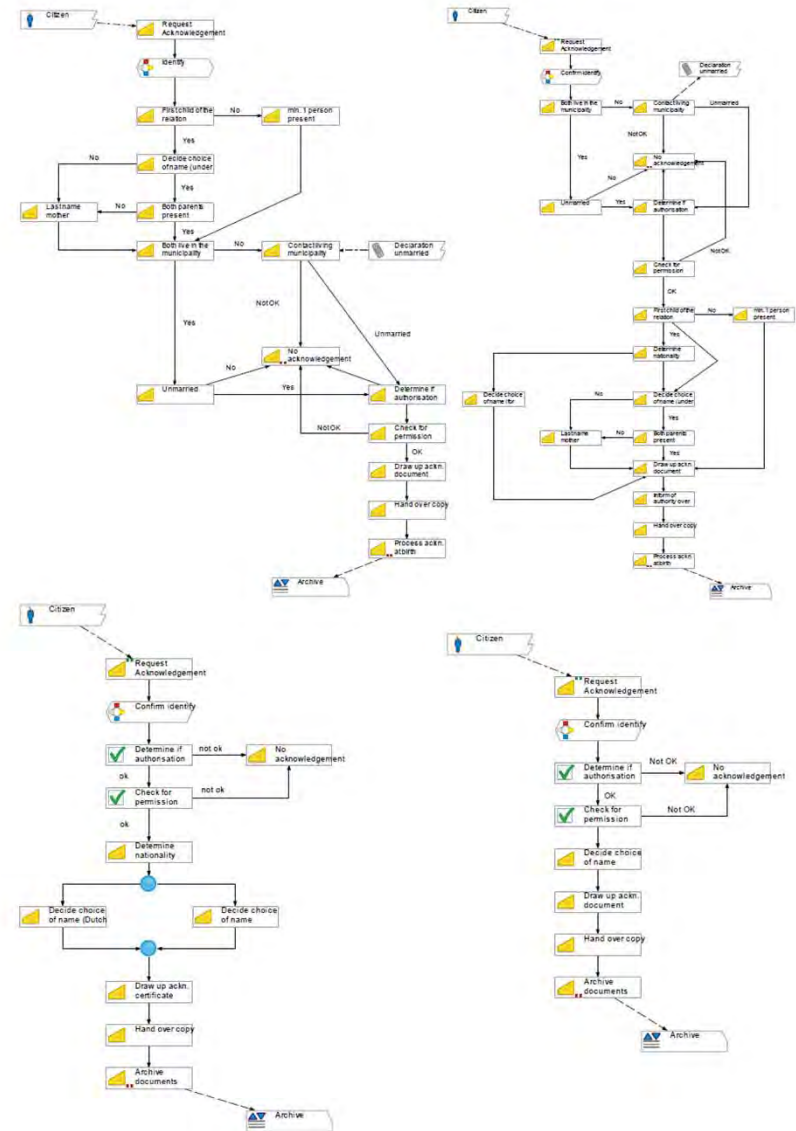 Citizen
Request
Acknowledgement
Identify
First child of the
relation
No
min. 1 person
present
Yes
No
Decide choice
of name (under
Yes
Last name
mother
No
Both parents
present
Yes
Both live in the
municipality
No
Contact living
municipality
Declaration
unmarried
Not OK
Yes
Unmarried
No
acknowledgement
No
Unmarried
Yes
Determine if
authorisation
Not OK
Check for
permission
OK
Draw up ackn.
document
Hand over copy
Process ackn.
at birth
Archive
Citizen
Request
Acknowledgement
Declaration
unmarried
Confirm identify
Both live in the
municipality
No
Contact living
municipality
Unmarried
Not OK
Yes
No
acknowledgement
No
Unmarried
Yes
Determine if
authorisation
Not OK
Check for
permission
OK
First child of the
relation
No
min. 1 person
present
Yes
Determine
nationality
Decide choice
of name (for
No
Decide choice
of name (under
Yes
Last name
mother
No
Both parents
present
Yes
Draw up ackn.
document
Inform of
authority over
Hand over copy
Process ackn.
at birth
Archive
Citizen
Request
Acknowledgement
Confirm identify
Determine if
authorisation
not ok
No
acknowledgement
ok
Check for
permission
not ok
ok
Determine
nationality
Decide choice
of name (Dutch
Decide choice
of name
Draw up ackn.
certificate
Hand over copy
Archive
documents
Archive
Citizen
Request
Acknowledgement
Confirm identify
Determine if
authorisation
Not OK
No
acknowledgement
OK
Check for
permission
Not OK
Decide choice
of name
Draw up ackn.
document
Hand over copy
Archive
documents
Archive